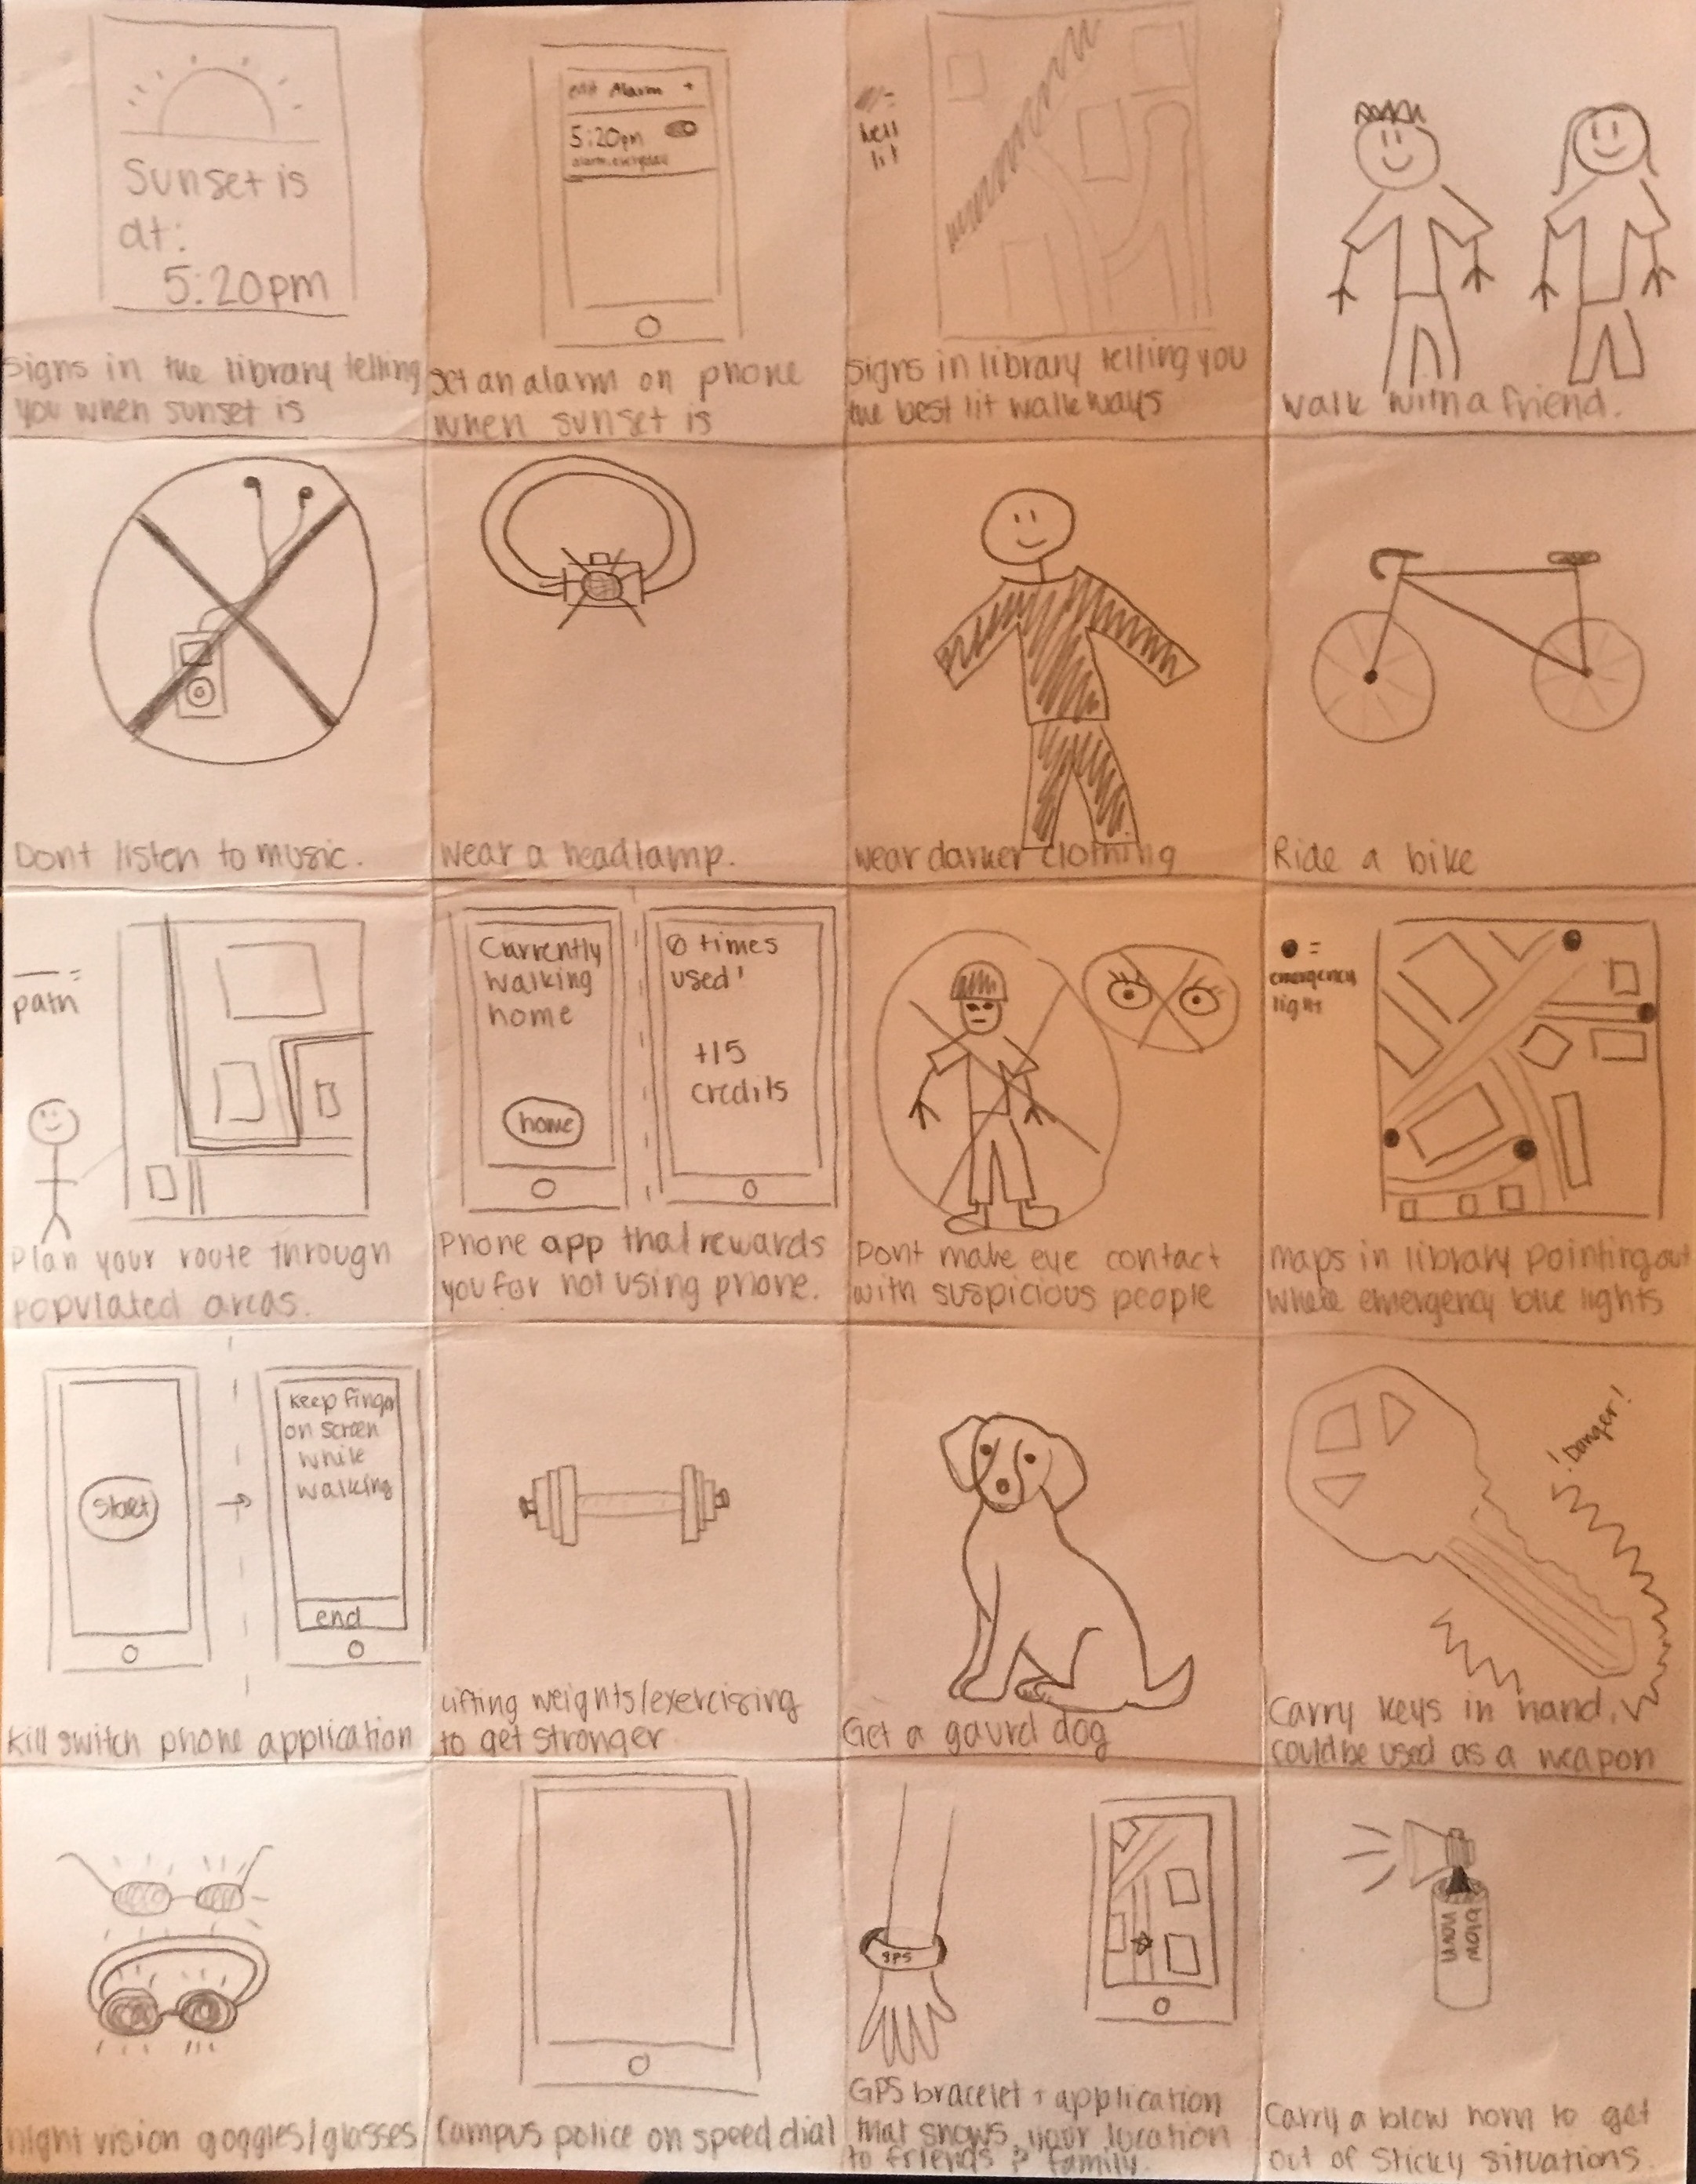 Sunset is
at:
5:20pm
Signs in the library telling
you when sunset is
edit Alarm +
5:20pm
alarm, everyday
Set an alarm on phone
when sunset is
=
well
lit
Signs in library telling you
the best lit walkways
walk with a friend.
Dont listen to music.
wear a headlamp.
wear darker clothing
Ride a bike
=
path
Plan your route through
populated areas.
Currently
walking
home
home
0 times
used!
+15
credits
Phone app that rewards
you for not using phone.
Dont make eye contact
with suspicious people
=
emergency
light
maps in library pointing out
where emergency blue lights
start
keep finger
on screen
while
walking
end
kill switch phone application
Lifting weights/exercising
to get stronger.
Get a gaurd dog
! Danger!
Carry keys in hand,
could be used as a weapon
night vision goggles/glasses
Campus police on speed dial
gps
GPS bracelet + application
that shows your location
to friends & family.
blow
horn
Carry a blow horn to get
out of sticky situations.